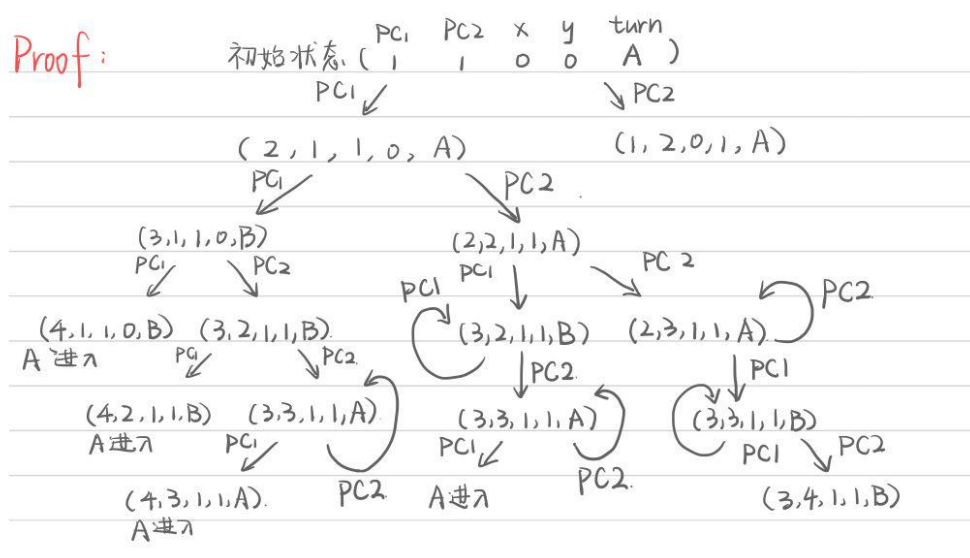 PC1 PC2 x y turn
Proof: 初始状态 ( 1 1 0 0 A )
PC1 PC2
( 2, 1, 1, 0, A) (1, 2, 0, 1, A)
PC1 PC2
(3,1,1,0,B) (2,2,1,1,A)
PC1 PC2 PC1 PC2
PC1 PC2
(4,1,1,0,B) (3,2,1,1,B) (3,2,1,1,B) (2,3,1,1,A)
A进入 PC1 PC2 PC2 PC1
(4,2,1,1,B) (3,3,1,1,A) (3,3,1,1,A) (3,3,1,1,B)
A进入 PC1 PC1 PC1 PC2
PC2 PC2
(4,3,1,1,A). A进入 (3,4,1,1,B)
A进入